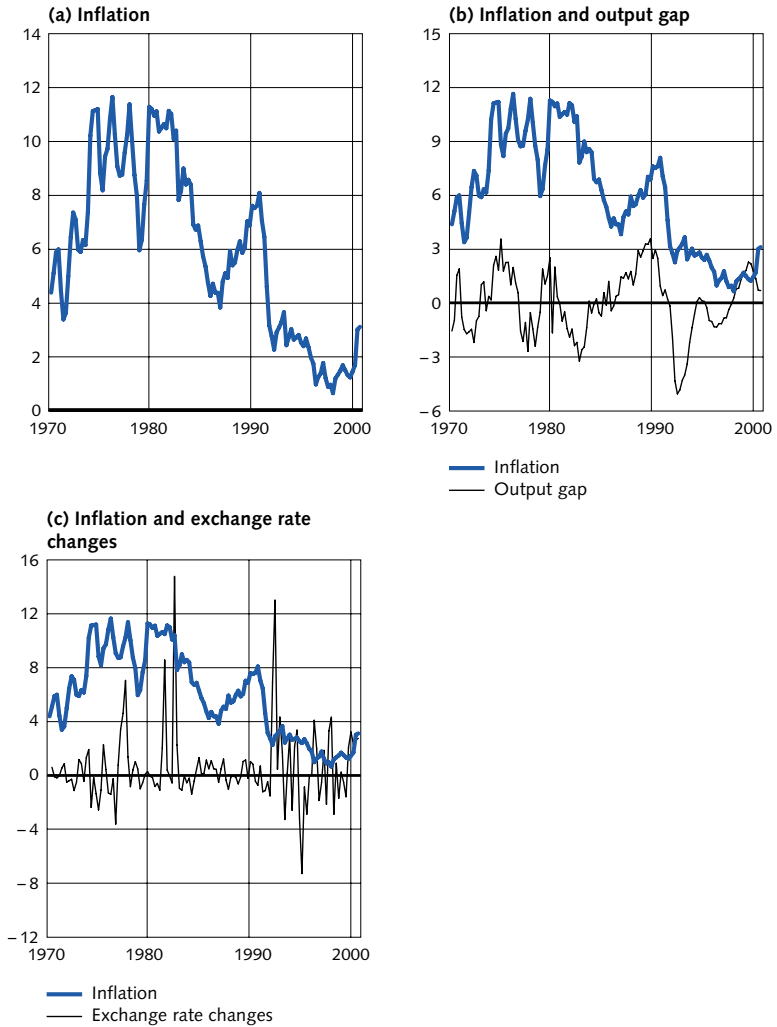 (a) Inflation
14
12
10
8
6
4
2
0
1970 1980 1990 2000
(b) Inflation and output gap
15
12
9
6
3
0
–3
–6
1970 1980 1990 2000
Inflation
Output gap
(c) Inflation and exchange rate
changes
16
12
8
4
0
–4
–8
–12
1970 1980 1990 2000
Inflation
Exchange rate changes